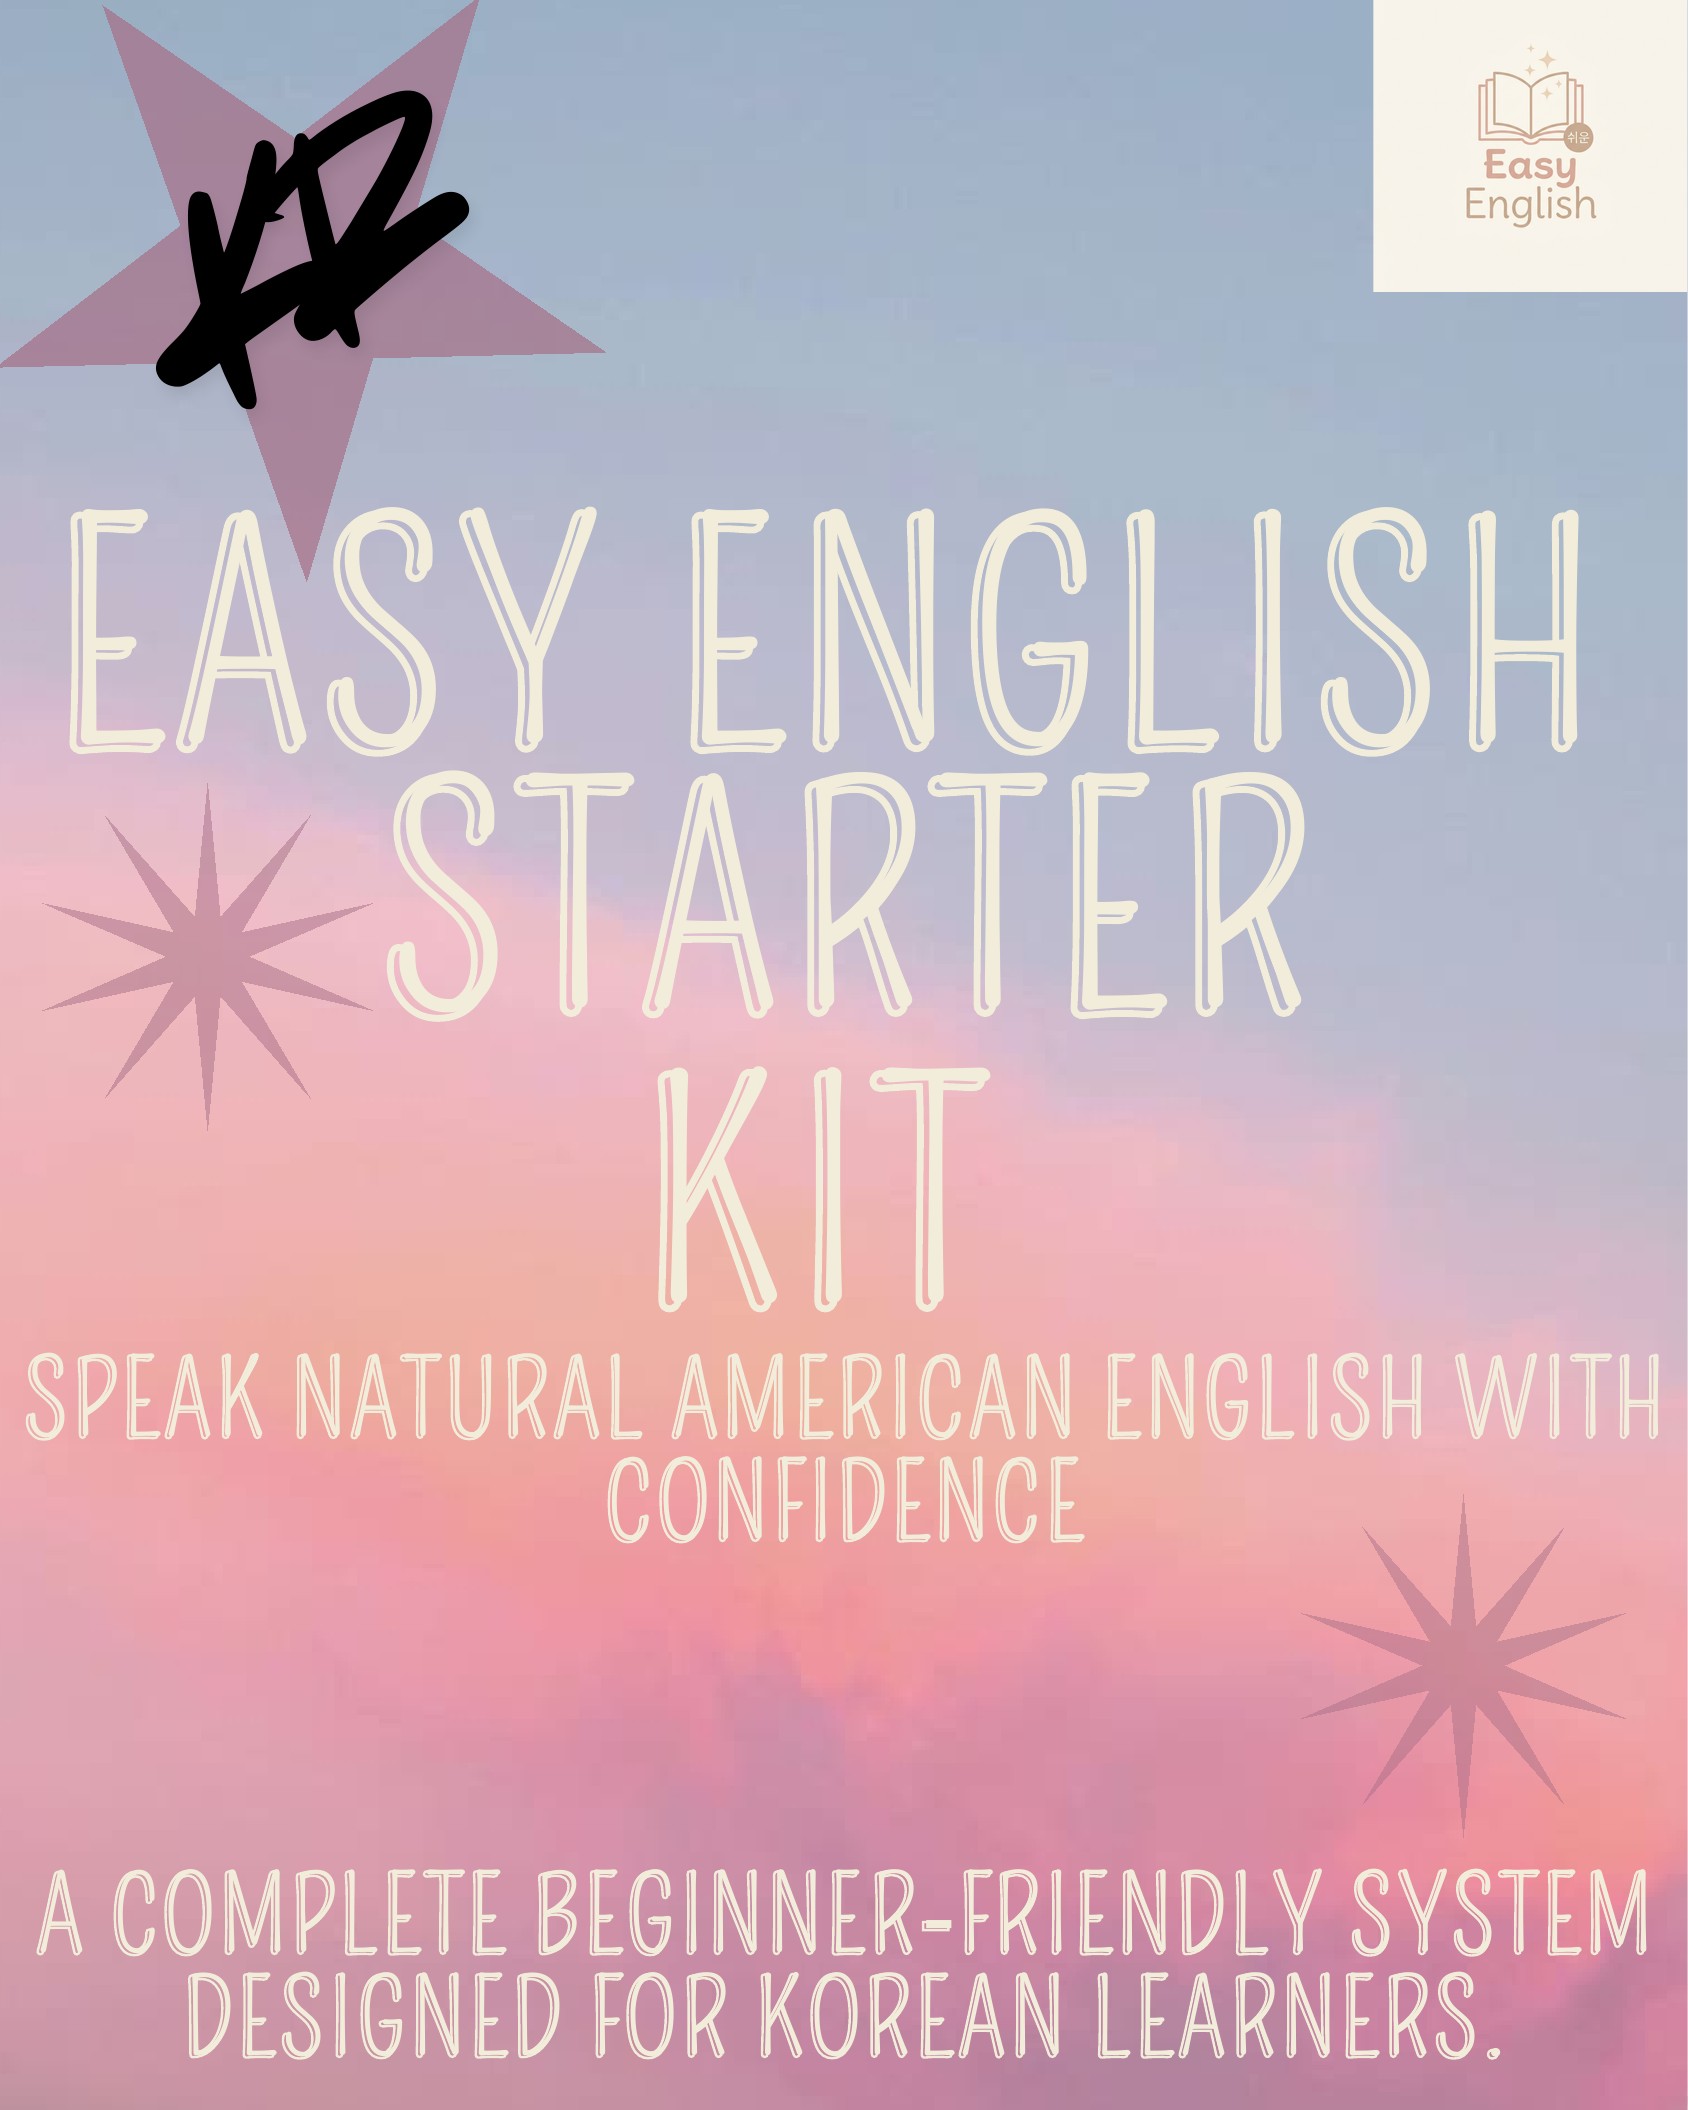 쉬운
Easy
English
EASY ENGLISH
STARTER
KIT
SPEAK NATURAL AMERICAN ENGLISH WITH
CONFIDENCE
A COMPLETE BEGINNER-FRIENDLY SYSTEM
DESIGNED FOR KOREAN LEARNERS.